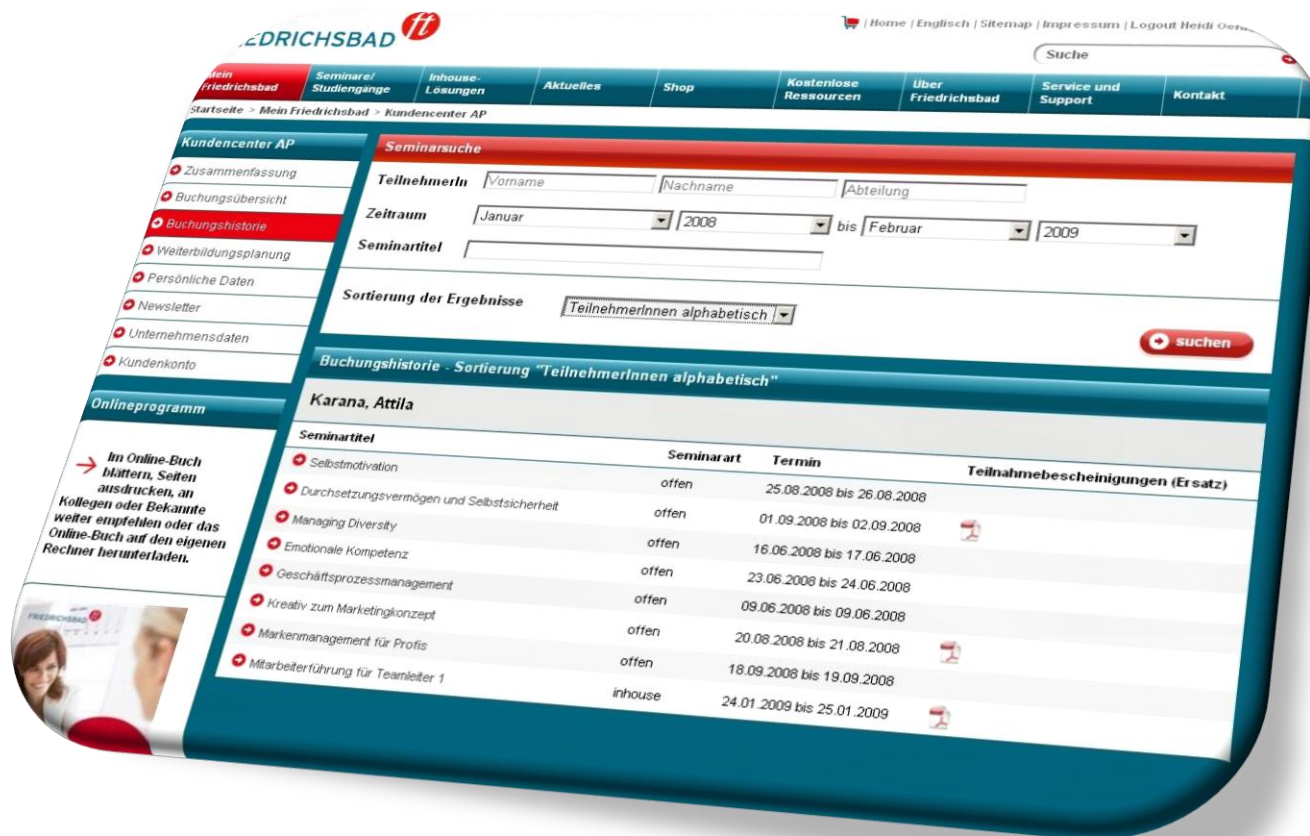 EDRICHSBAD ft
| Home | Englisch | Sitemap | Impressum | Logout Heidi
Suche
Mein Friedrichsbad
Seminare/ Studiengänge
Inhouse- Lösungen
Aktuelles
Shop
Kostenlose Ressourcen
Über Friedrichsbad
Service und Support
Kontakt
Startseite > Mein Friedrichsbad > Kundencenter AP
Kundencenter AP
Zusammenfassung
Buchungsübersicht
Buchungshistorie
Weiterbildungsplanung
Persönliche Daten
Newsletter
Unternehmensdaten
Kundenkonto
Onlineprogramm
Im Online-Buch
blättern, Seiten
ausdrucken, an
Kollegen oder Bekannte
weiter empfehlen oder das
Online-Buch auf den eigenen
Rechner herunterladen.
FRIEDRICHSBAD ft
Seminarsuche
TeilnehmerIn Vorname Nachname Abteilung
Zeitraum Januar 2008 bis Februar 2009
Seminartitel
Sortierung der Ergebnisse TeilnehmerInnen alphabetisch
suchen
Buchungshistorie - Sortierung "TeilnehmerInnen alphabetisch"
Karana, Attila
Seminartitel Seminarart Termin Teilnahmebescheinigungen (Ersatz)
Selbstmotivation offen 25.08.2008 bis 26.08.2008
Durchsetzungsvermögen und Selbstsicherheit offen 01.09.2008 bis 02.09.2008
Managing Diversity offen 16.06.2008 bis 17.06.2008
Emotionale Kompetenz offen 23.06.2008 bis 24.06.2008
Geschäftsprozessmanagement offen 09.06.2008 bis 09.06.2008
Kreativ zum Marketingkonzept offen 20.08.2008 bis 21.08.2008
Markenmanagement für Profis offen 18.09.2008 bis 19.09.2008
Mitarbeiterführung für Teamleiter 1 inhouse 24.01.2009 bis 25.01.2009